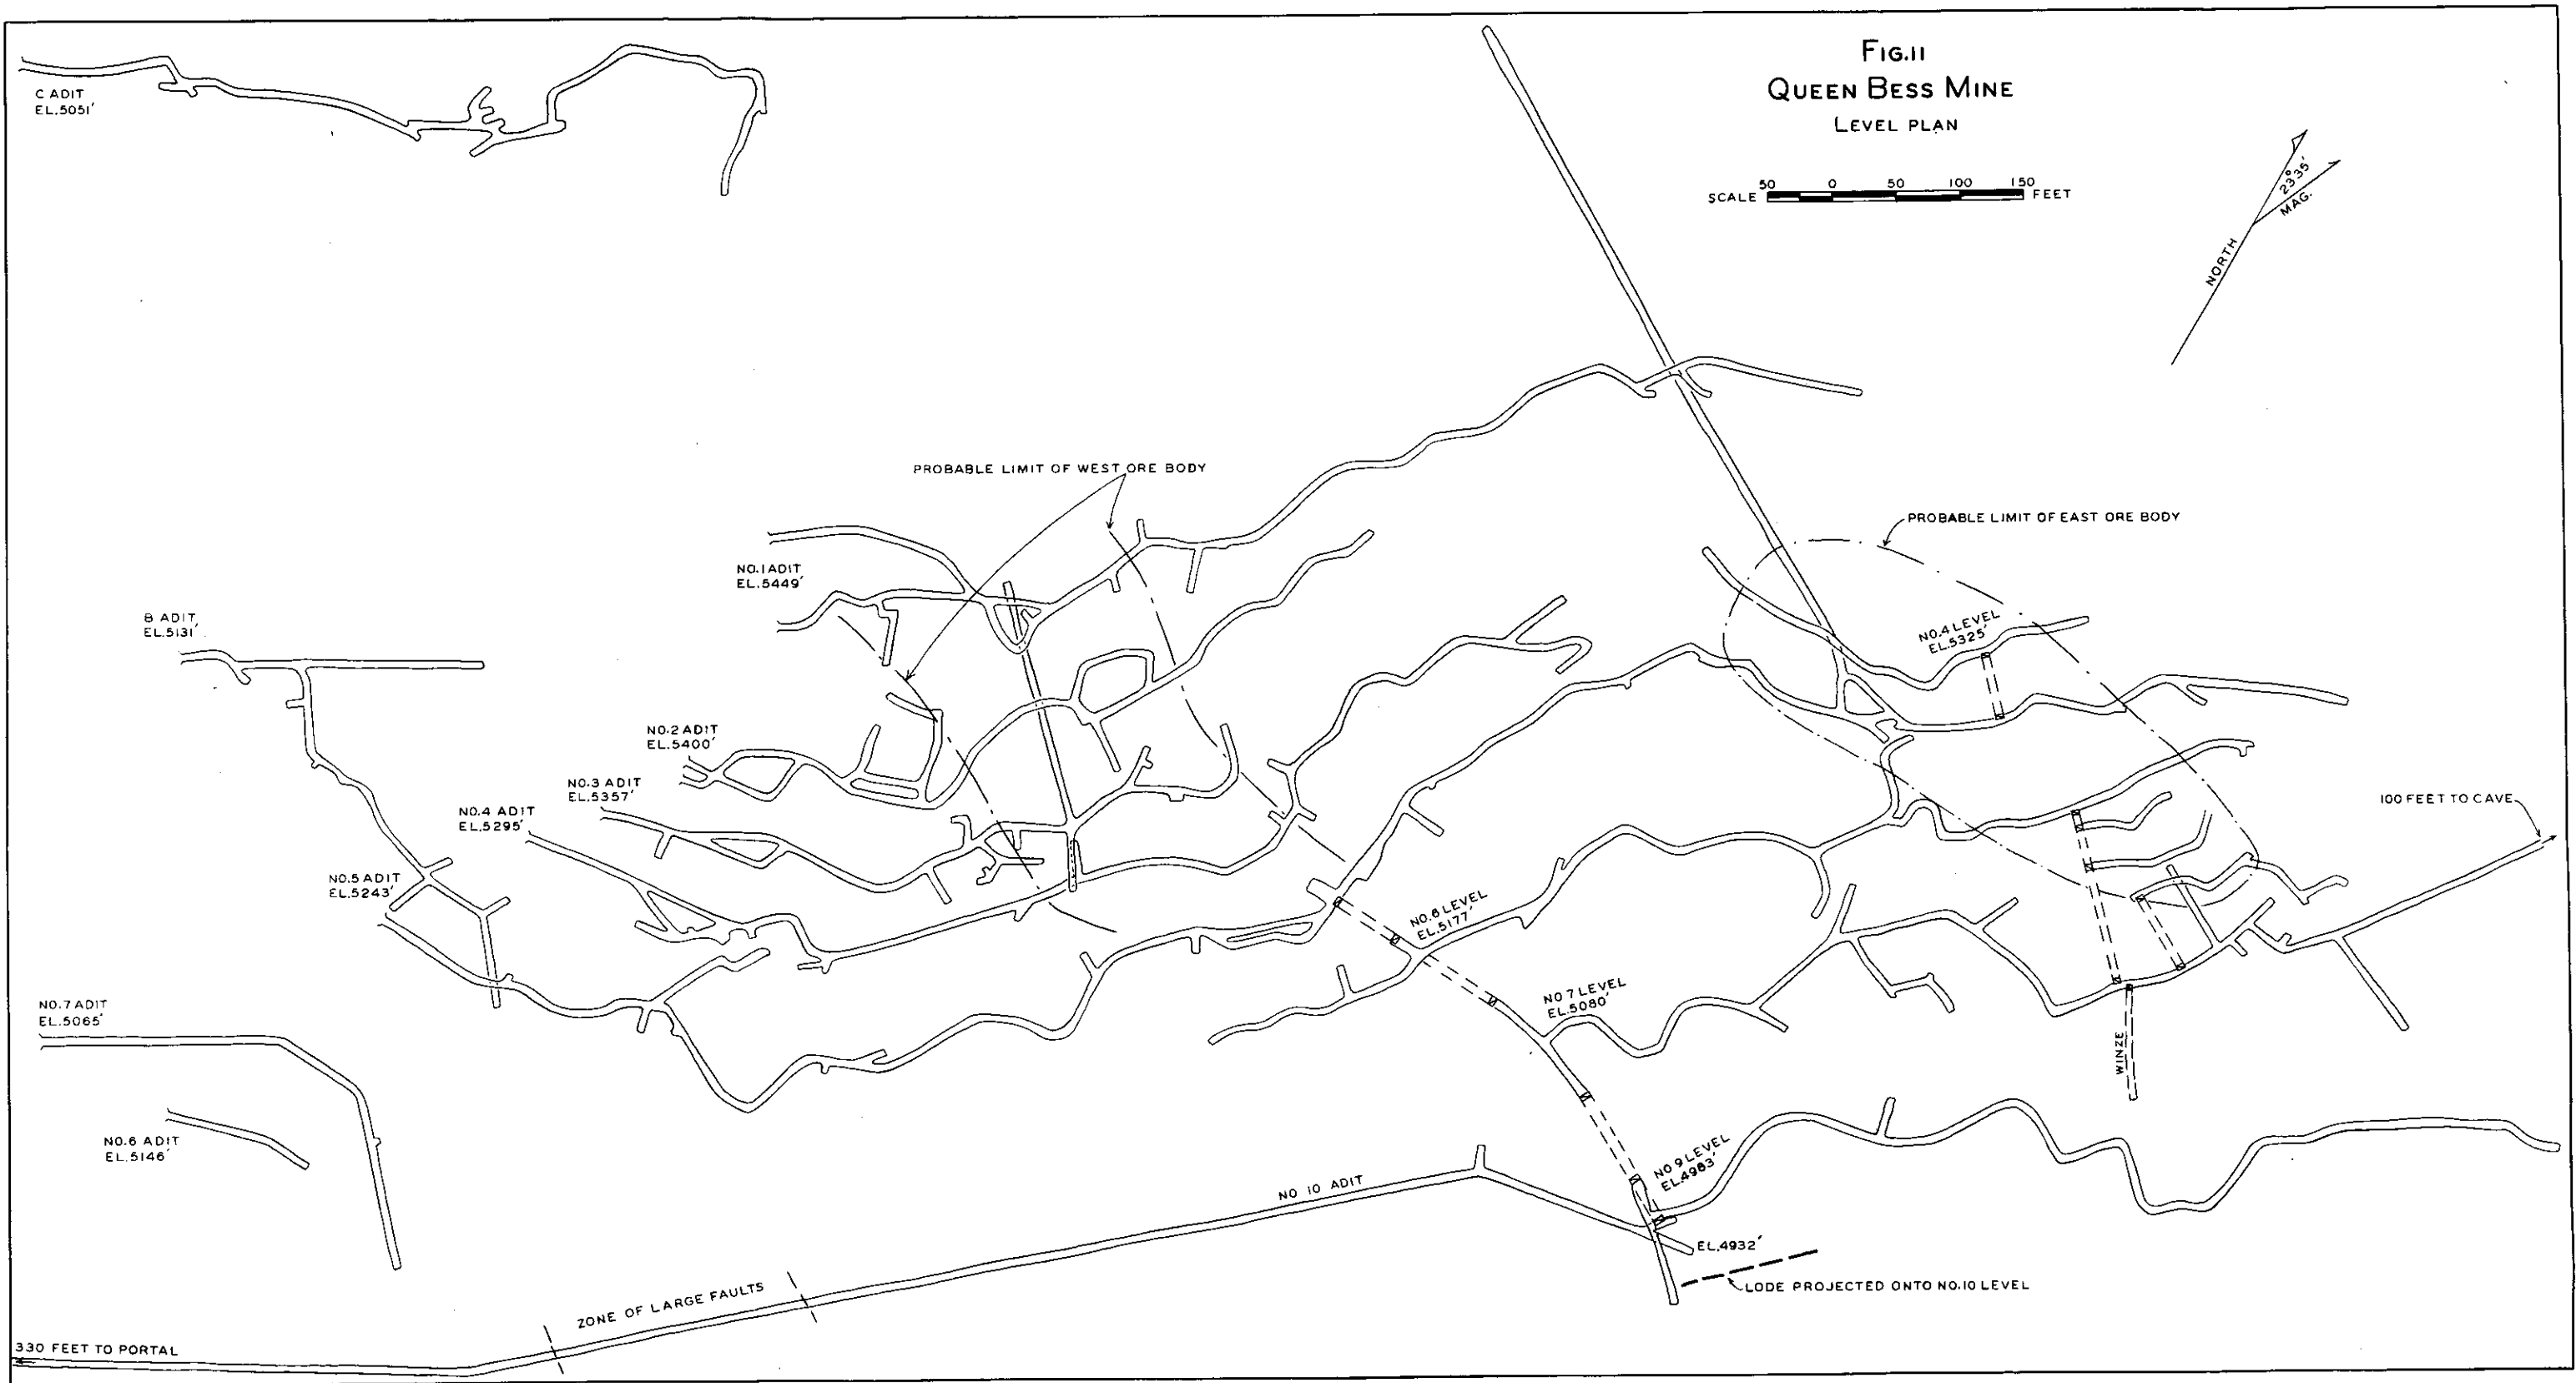 FIG.11
QUEEN BESS MINE
LEVEL PLAN
50 0 50 100 150
SCALE FEET
NORTH
23°35'
MAG.
C ADIT
EL.5051'
PROBABLE LIMIT OF WEST ORE BODY
PROBABLE LIMIT OF EAST ORE BODY
NO.1 ADIT
EL.5449'
B ADIT
EL.5131'
NO.4 LEVEL
EL.5325'
NO.2 ADIT
EL.5400'
NO.3 ADIT
EL.5357'
NO.4 ADIT
EL.5295'
100 FEET TO CAVE
NO.5 ADIT
EL.5243'
NO.6 LEVEL
EL.5177'
NO.7 ADIT
EL.5065'
NO 7 LEVEL
EL.5080'
WINZE
NO.6 ADIT
EL.5146'
NO 9 LEVEL
EL.4983'
NO 10 ADIT
EL.4932'
LODE PROJECTED ONTO NO.10 LEVEL
ZONE OF LARGE FAULTS
330 FEET TO PORTAL